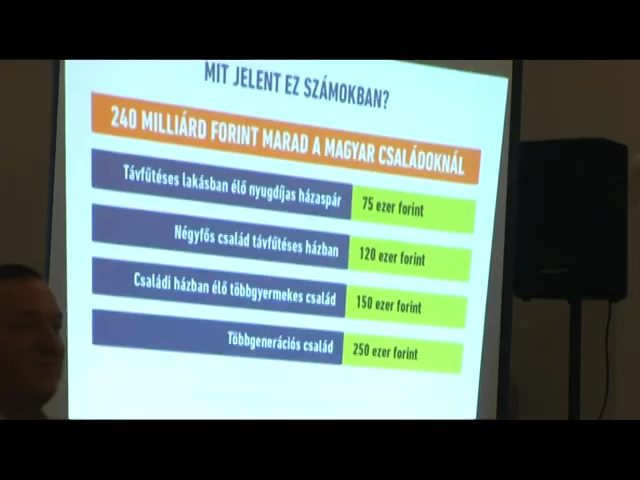 MIT JELENT EZ SZÁMOKBAN?
240 MILLIÁRD FORINT MARAD A MAGYAR CSALÁDOKNÁL
Távfűtéses lakásban élő nyugdíjas házaspár 75 ezer forint
Négyfős család távfűtéses házban 120 ezer forint
Családi házban élő többgyermekes család 150 ezer forint
Többgenerációs család 250 ezer forint